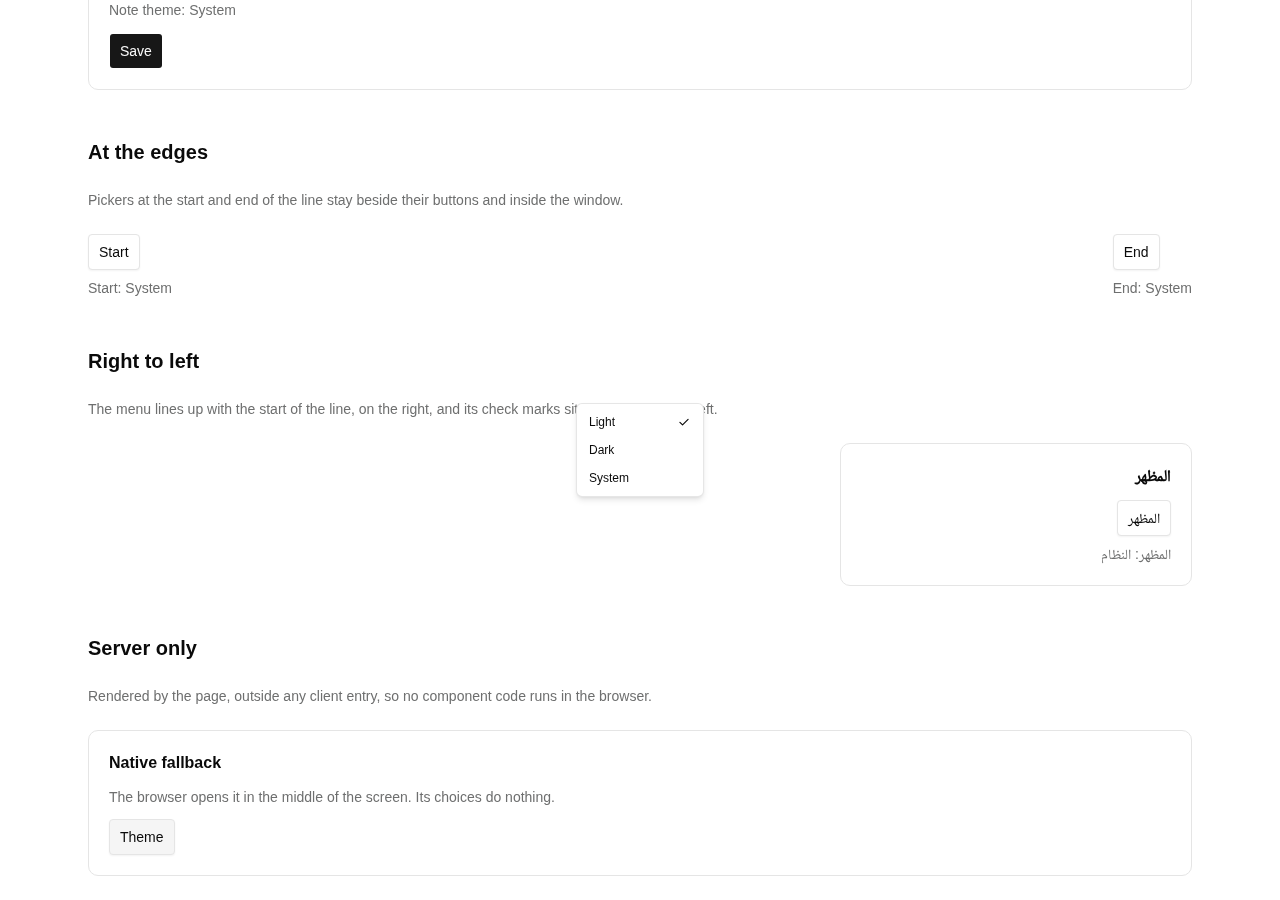 Note theme: System
Save
At the edges
Pickers at the start and end of the line stay beside their buttons and inside the window.
Start
End
Start: System
End: System
Right to left
The menu lines up with the start of the line, on the right, and its check marks
Light
Dark
System
المظهر
المظهر
المظهر: النظام
Server only
Rendered by the page, outside any client entry, so no component code runs in the browser.
Native fallback
The browser opens it in the middle of the screen. Its choices do nothing.
Theme